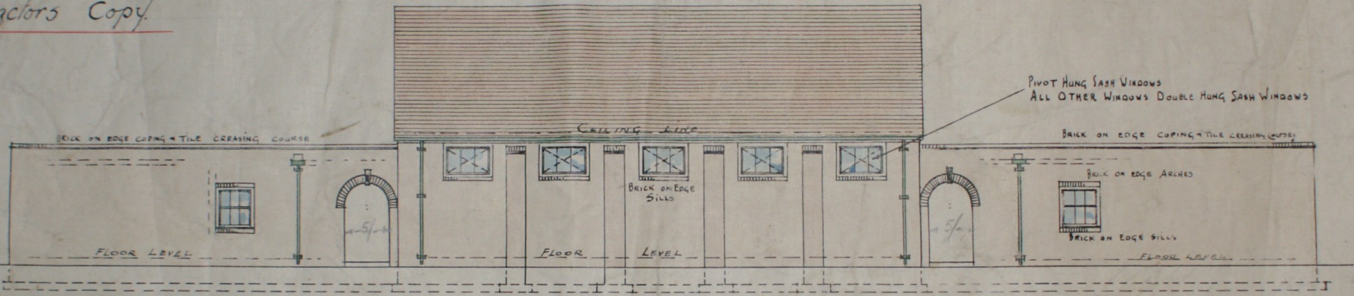 actors Copy.
PIVOT HUNG SASH WINDOWS
ALL OTHER WINDOWS DOUBLE HUNG SASH WINDOWS
CEILING LINE
BRICK ON EDGE COPING & TILE CREASING COURSE
BRICK ON EDGE COPING & TILE CREASING COURSE
BRICK ON EDGE ARCHES
BRICK ON EDGE
SILLS
5/-
5/-
BRICK ON EDGE SILLS
FLOOR LEVEL
FLOOR LEVEL
FLOOR LEVEL